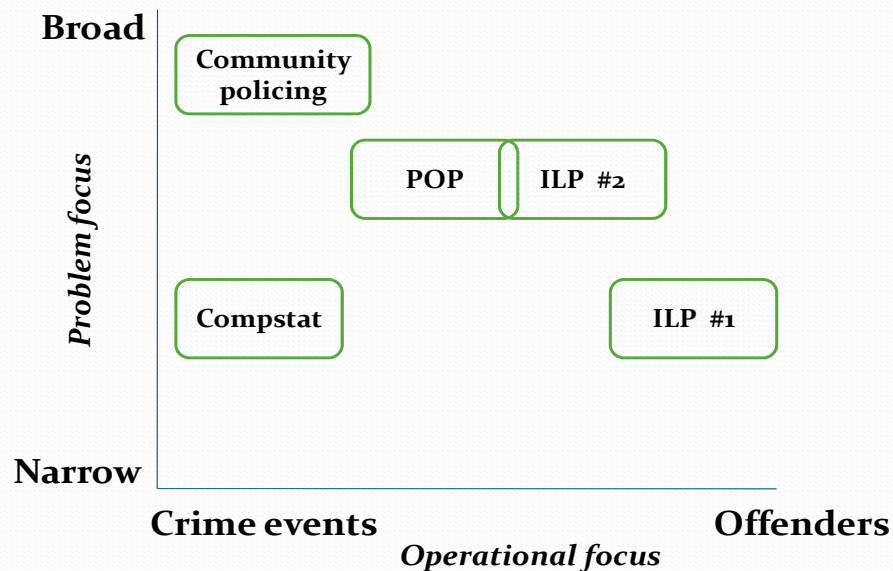 Broad
Community
policing
POP
ILP #2
Problem focus
Compstat
ILP #1
Narrow
Crime events
Offenders
Operational focus